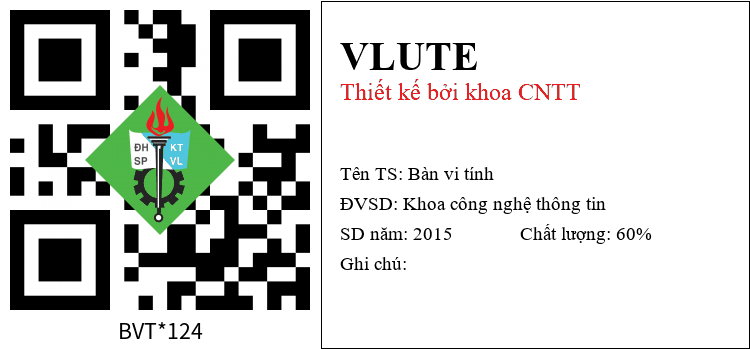 ĐH KT
SP VL
BVT*124
VLUTE
Thiết kế bởi khoa CNTT
Tên TS: Bàn vi tính
ĐVSD: Khoa công nghệ thông tin
SD năm: 2015 Chất lượng: 60%
Ghi chú: